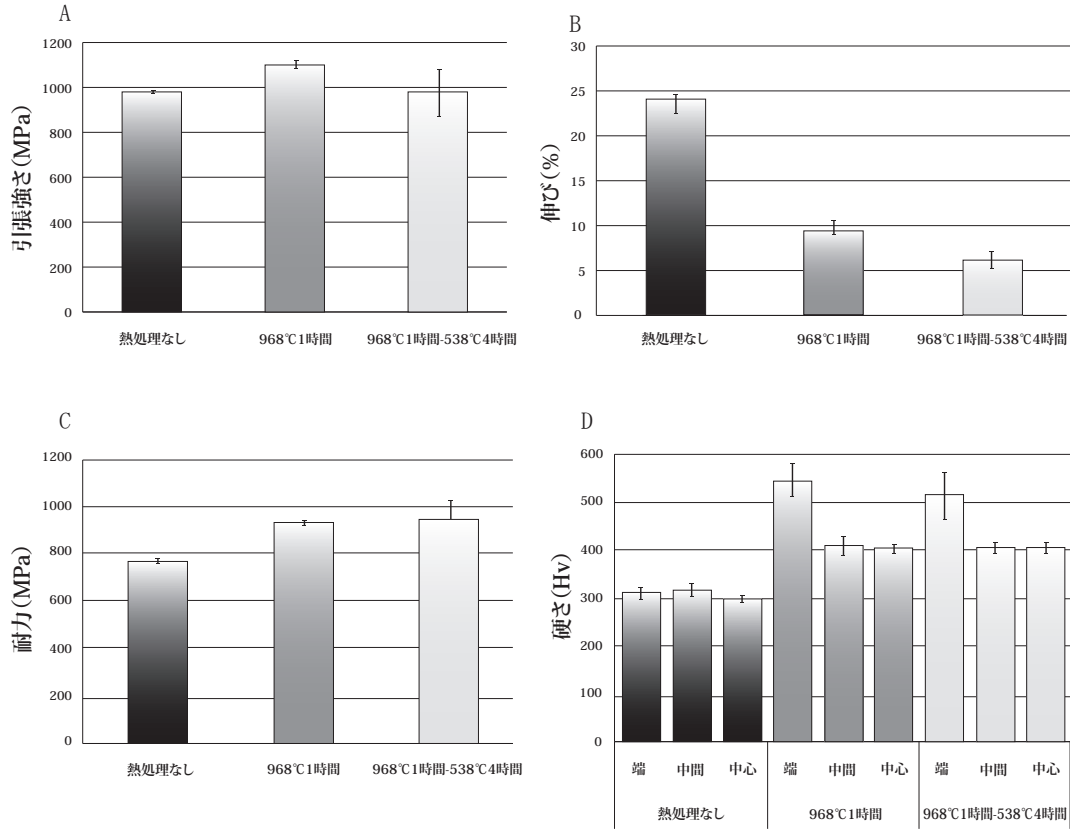 A
1200
1000
800
600
400
200
0
引張強さ(MPa)
熱処理なし
968℃1時間
968℃1時間-538℃4時間
B
30
25
20
15
10
5
0
伸び(%)
熱処理なし
968℃1時間
968℃1時間-538℃4時間
C
1200
1000
800
600
400
200
0
耐力(MPa)
熱処理なし
968℃1時間
968℃1時間-538℃4時間
D
600
500
400
300
200
100
0
硬さ(Hv)
端 中間 中心 端 中間 中心 端 中間 中心
熱処理なし 968℃1時間 968℃1時間-538℃4時間